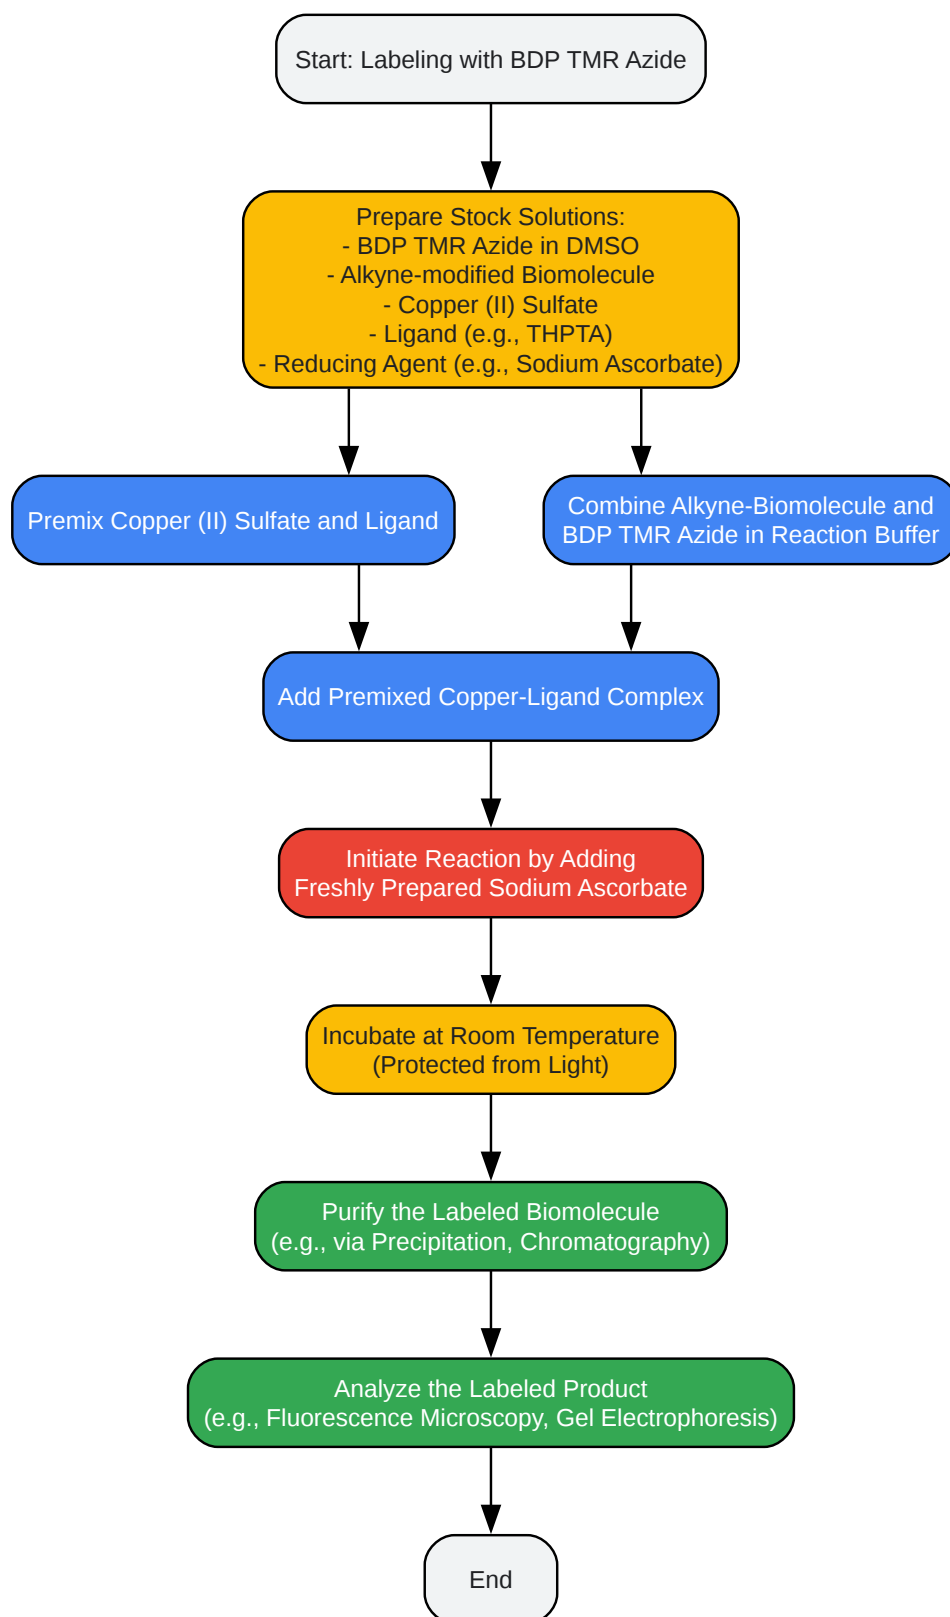 Start: Labeling with BDP TMR Azide
Prepare Stock Solutions:
- BDP TMR Azide in DMSO
- Alkyne-modified Biomolecule
- Copper (II) Sulfate
- Ligand (e.g., THPTA)
- Reducing Agent (e.g., Sodium Ascorbate)
Premix Copper (II) Sulfate and Ligand
Combine Alkyne-Biomolecule and
BDP TMR Azide in Reaction Buffer
Add Premixed Copper-Ligand Complex
Initiate Reaction by Adding
Freshly Prepared Sodium Ascorbate
Incubate at Room Temperature
(Protected from Light)
Purify the Labeled Biomolecule
(e.g., via Precipitation, Chromatography)
Analyze the Labeled Product
(e.g., Fluorescence Microscopy, Gel Electrophoresis)
End